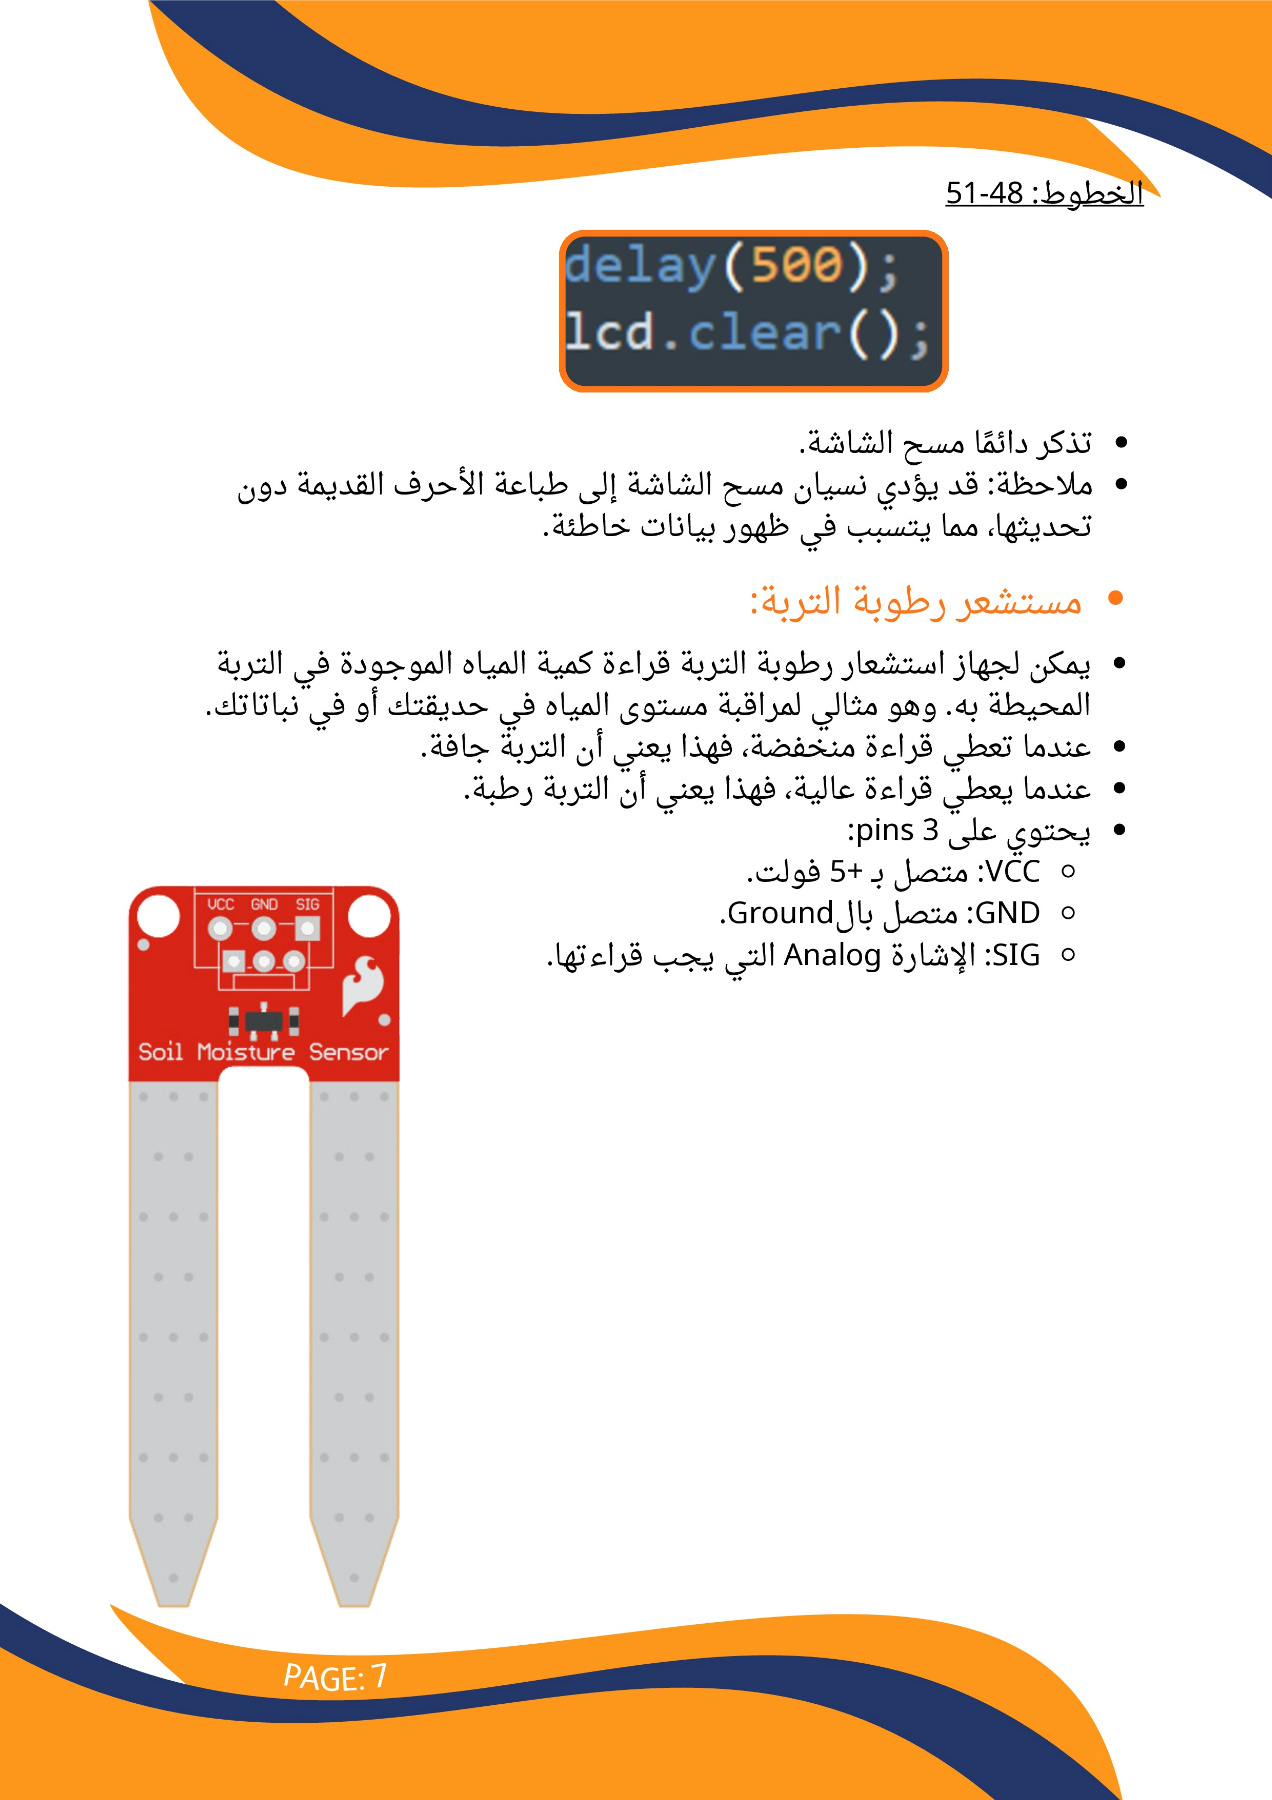 الخطوط: 48-51
delay(500);
lcd.clear();
تذكر دائمًا مسح الشاشة.
ملاحظة: قد يؤدي نسيان مسح الشاشة إلى طباعة الأحرف القديمة دون
تحديثها، مما يتسبب في ظهور بيانات خاطئة.
مستشعر رطوبة التربة:
يمكن لجهاز استشعار رطوبة التربة قراءة كمية المياه الموجودة في التربة
المحيطة به. وهو مثالي لمراقبة مستوى المياه في حديقتك أو في نباتاتك.
عندما تعطي قراءة منخفضة، فهذا يعني أن التربة جافة.
عندما يعطي قراءة عالية، فهذا يعني أن التربة رطبة.
يحتوي على 3 pins:
VCC: متصل بـ +5 فولت.
GND: متصل بالGround.
SIG: الإشارة Analog التي يجب قراءتها.
VCC GND SIG
Soil Moisture Sensor
PAGE: 7